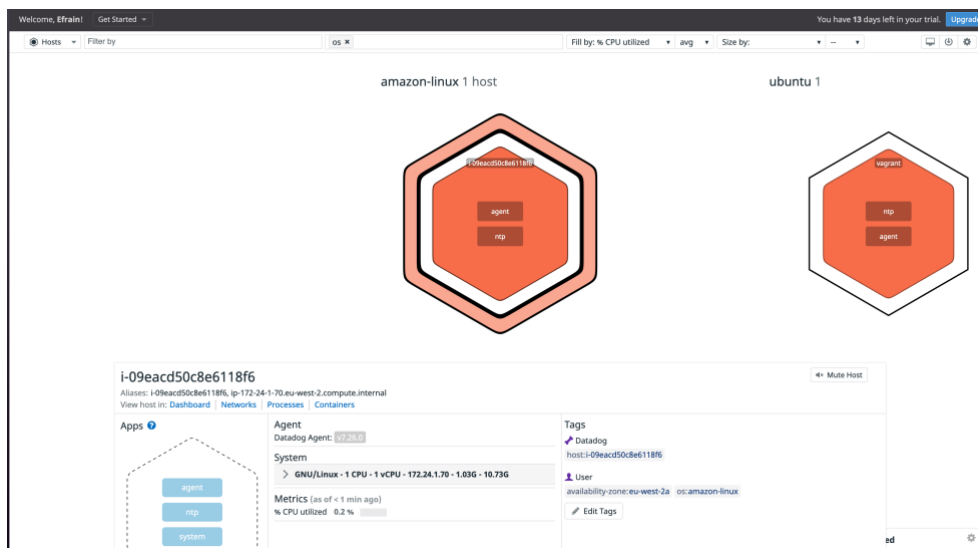 Welcome, Efrain! Get Started You have 13 days left in your trial. Upgrade
Hosts Filter by os × Fill by: % CPU utilized avg Size by: --
amazon-linux 1 host ubuntu 1
i-09eacd50c8e6118f6 vagrant
agent ntp
ntp agent
i-09eacd50c8e6118f6 Mute Host
Aliases: i-09eacd50c8e6118f6, ip-172-24-1-70.eu-west-2.compute.internal
View host in: Dashboard | Networks | Processes | Containers
Apps ? Agent Tags
Datadog Agent: v7.26.0 Datadog
host:i-09eacd50c8e6118f6
System
> GNU/Linux - 1 CPU - 1 vCPU - 172.24.1.70 - 1.03G - 10.73G
User
agent
availability-zone:eu-west-2a os:amazon-linux
Metrics (as of < 1 min ago)
ntp % CPU utilized 0.2 % Edit Tags
system
ed